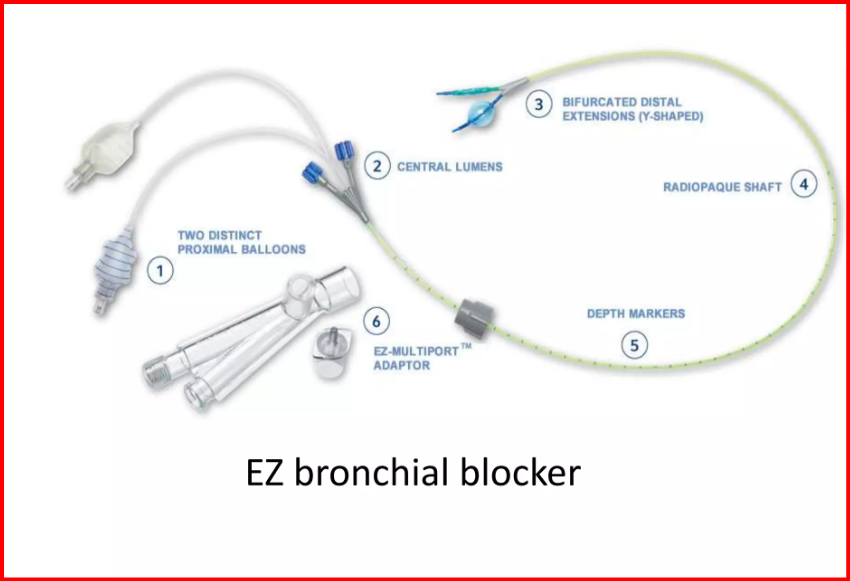 3
BIFURCATED DISTAL
EXTENSIONS (Y-SHAPED)
2
CENTRAL LUMENS
RADIOPAQUE SHAFT
4
TWO DISTINCT
PROXIMAL BALLOONS
1
6
EZ-MULTIPORT™
ADAPTOR
DEPTH MARKERS
5
EZ bronchial blocker